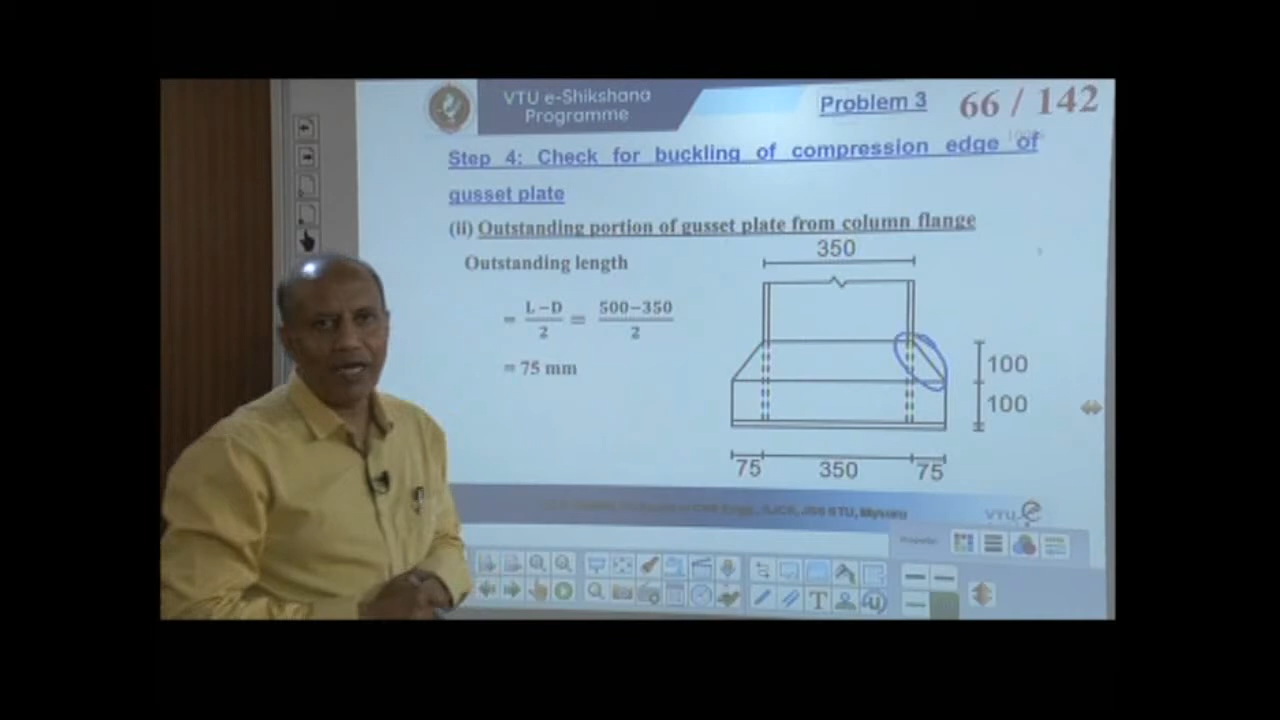 VTU e-Shikshana
Programme
Problem 3
66 / 142
Step 4: Check for buckling of compression edge of
gusset plate
(ii) Outstanding portion of gusset plate from column flange
350
Outstanding length
= L – D / 2 = 500–350 / 2
= 75 mm
100
100
75 350 75
VTU